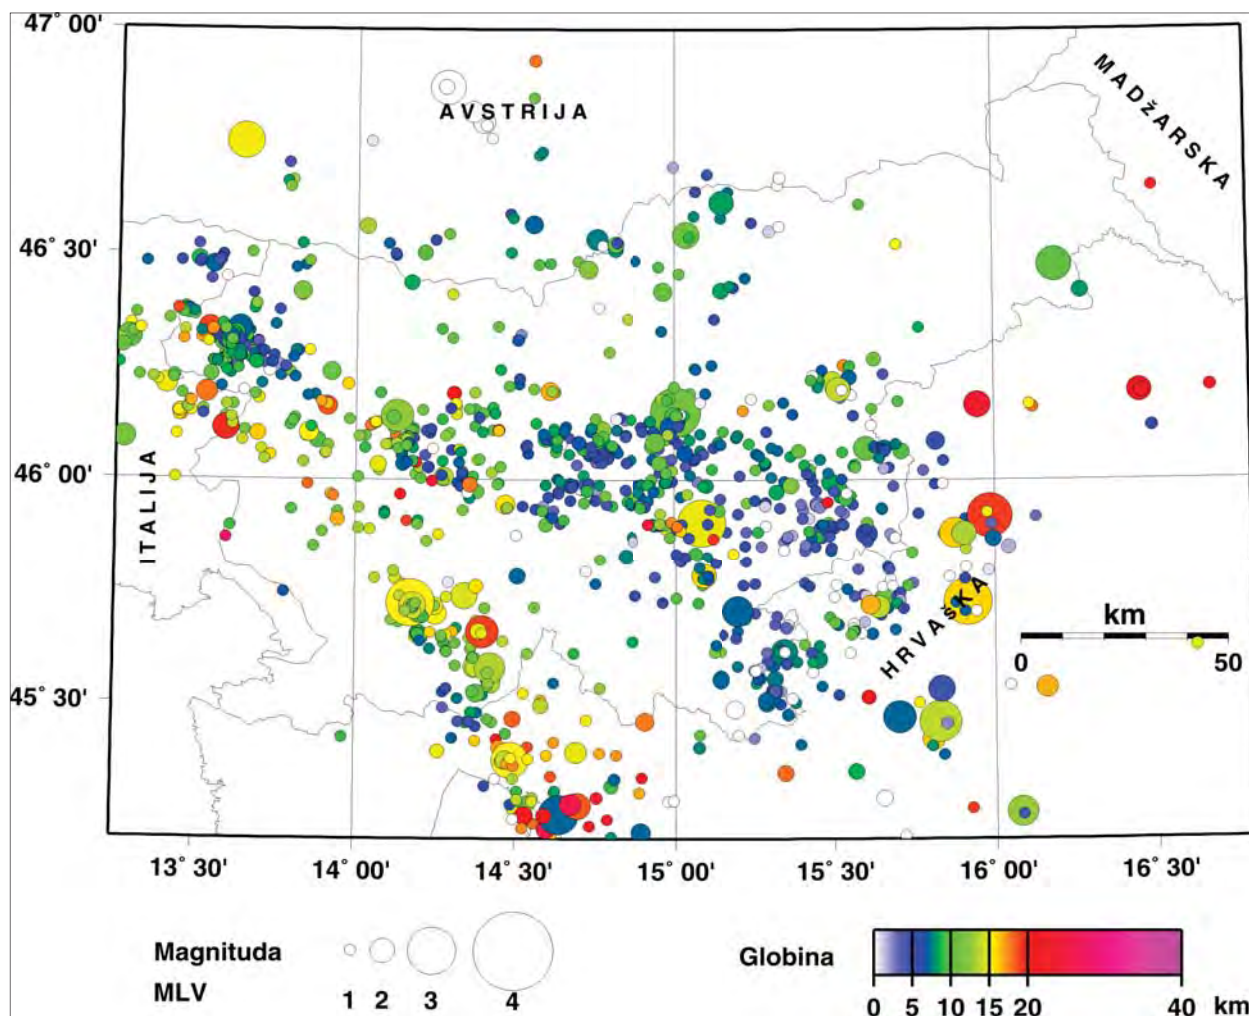 47° 00'
AVSTRIJA
MADŽARSKA
46° 30'
46° 00'
ITALIJA
HRVAšKA
km
0 50
45° 30'
13° 30' 14° 00' 14° 30' 15° 00' 15° 30' 16° 00' 16° 30'
Magnituda
MLV 1 2 3 4
Globina
0 5 10 15 20 40 km